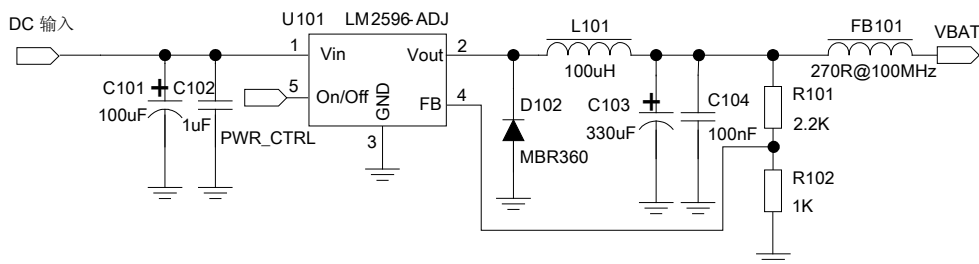 DC 输入
U101
LM2596-ADJ
L101
FB101
VBAT
1
Vin
Vout
2
100uH
270R@100MHz
C101
C102
5
On/Off
GND
FB
4
D102
C103
C104
R101
100uF
1uF
PWR_CTRL
3
330uF
100nF
2.2K
MBR360
R102
1K